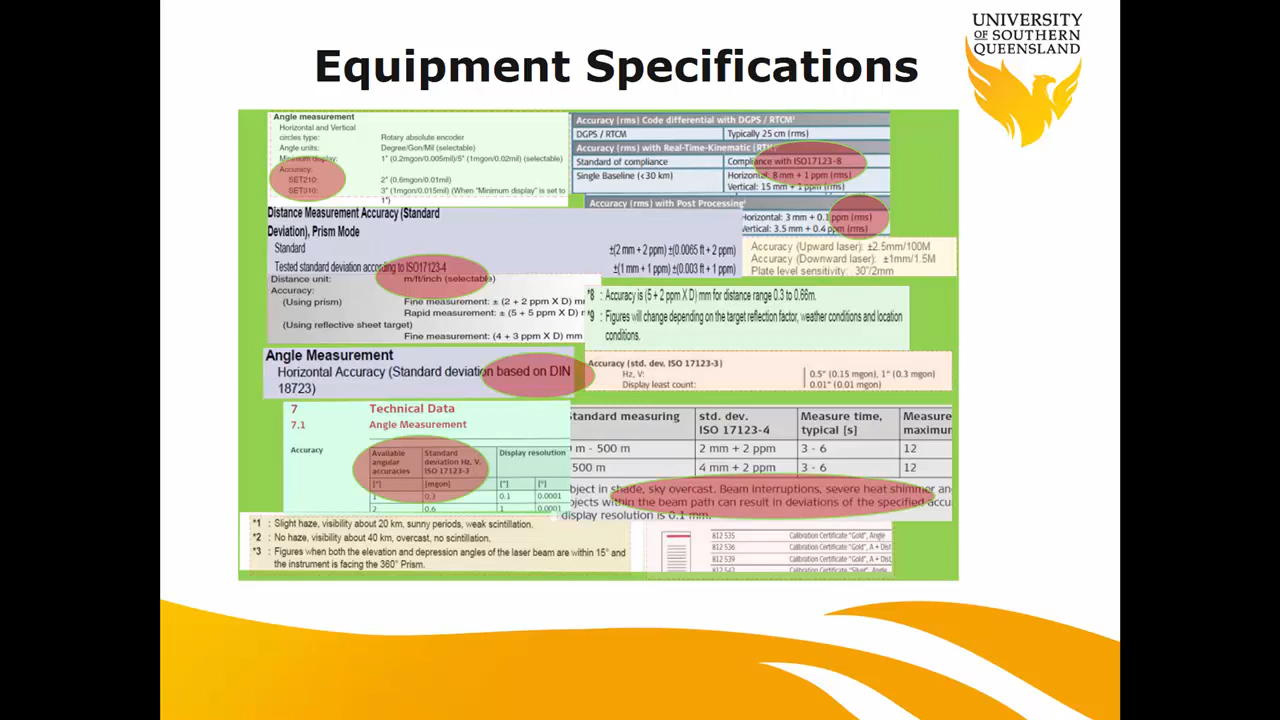 UNIVERSITY
OF SOUTHERN
QUEENSLAND
Equipment Specifications
Angle measurement
Horizontal and Vertical
circles type: Rotary absolute encoder
Angle units: Degree/Gon/Mil (selectable)
Minimum display: 1" (0.2mgon/0.005mil)/5" (1mgon/0.02mil) (selectable)
Accuracy:
SET210: 2" (0.6mgon/0.01mil)
SET310: 3" (1mgon/0.015mil) (When "Minimum display" is set to
1")
Accuracy (rms) Code differential with DGPS / RTCM¹
DGPS / RTCM Typically 25 cm (rms)
Accuracy (rms) with Real-Time-Kinematic (RTK)
Standard of compliance Compliance with ISO17123-8
Single Baseline (<30 km) Horizontal: 8 mm + 1 ppm (rms)
Vertical: 15 mm + 1 ppm (rms)
Accuracy (rms) with Post Processing¹
Horizontal: 3 mm + 0.1 ppm (rms)
Vertical: 3.5 mm + 0.4 ppm (rms)
Distance Measurement Accuracy (Standard
Deviation), Prism Mode
Standard ±(2 mm + 2 ppm) ±(0.0065 ft + 2 ppm)
Tested standard deviation according to ISO17123-4 ±(1 mm + 1 ppm) ±(0.003 ft + 1 ppm)
Accuracy (Upward laser): ±2.5mm/100M
Accuracy (Downward laser): ±1mm/1.5M
Plate level sensitivity: 30"/2mm
Distance unit: m/ft/inch (selectable)
Accuracy:
(Using prism) Fine measurement: ± (2 + 2 ppm X D) mm
Rapid measurement: ± (5 + 5 ppm X D)
(Using reflective sheet target)
Fine measurement: (4 + 3 ppm X D) mm
*8 : Accuracy is (5 + 2 ppm X D) mm for distance range 0.3 to 0.66m.
*9 : Figures will change depending on the target reflection factor, weather conditions and location
conditions.
Angle Measurement
Horizontal Accuracy (Standard deviation based on DIN
18723)
Accuracy (std. dev, ISO 17123-3)
Hz, V: 0.5" (0.15 mgon), 1" (0.3 mgon)
Display least count: 0.01" (0.01 mgon)
7 Technical Data
7.1 Angle Measurement
Accuracy
Available angular accuracies Standard deviation Hz, V, ISO 17123-3 Display resolution
["] [mgon] ["] [°]
1 0.3 0.1 0.0001
2 0.6 1 0.0001
Standard measuring std. dev. ISO 17123-4 Measure time, typical [s] Measure maximum
m - 500 m 2 mm + 2 ppm 3 - 6 12
500 m 4 mm + 2 ppm 3 - 6 12
bject in shade, sky overcast. Beam interruptions, severe heat shimmer an
bjects within the beam path can result in deviations of the specified accu
display resolution is 0.1 mm.
*1 : Slight haze, visibility about 20 km, sunny periods, weak scintillation.
*2 : No haze, visibility about 40 km, overcast, no scintillation.
*3 : Figures when both the elevation and depression angles of the laser beam are within 15° and
the instrument is facing the 360° Prism.
812 535 Calibration Certificate "Gold", Angle
812 536 Calibration Certificate "Gold", A + Dist
812 539 Calibration Certificate "Gold", A + Dist
Calibration Certificate "Silver", Angle